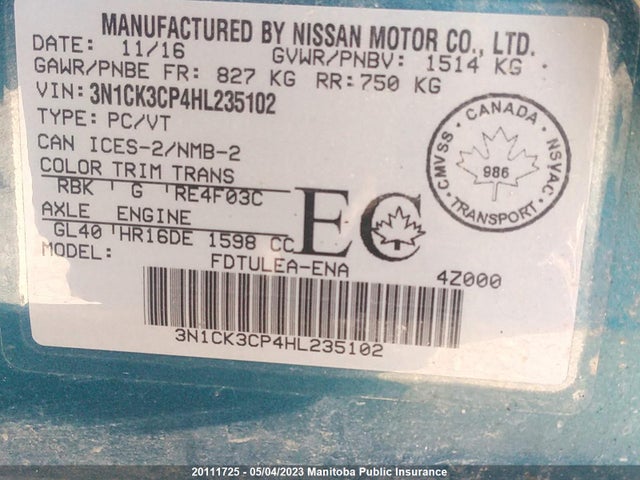 MANUFACTURED BY NISSAN MOTOR CO., LTD.
DATE: 11/16 GVWR/PNBV: 1514 KG
GAWR/PNBE FR: 827 KG RR: 750 KG
VIN: 3N1CK3CP4HL235102
TYPE: PC/VT
CAN ICES-2/NMB-2
COLOR TRIM TRANS
RBK G RE4F03C
AXLE ENGINE
GL40 HR16DE 1598 CC
MODEL: FDTULEA-ENA
EC
CANADA
CMVSS 986 NSVAC
TRANSPORT
4Z000
3N1CK3CP4HL235102
20111725 - 05/04/2023 Manitoba Public Insurance